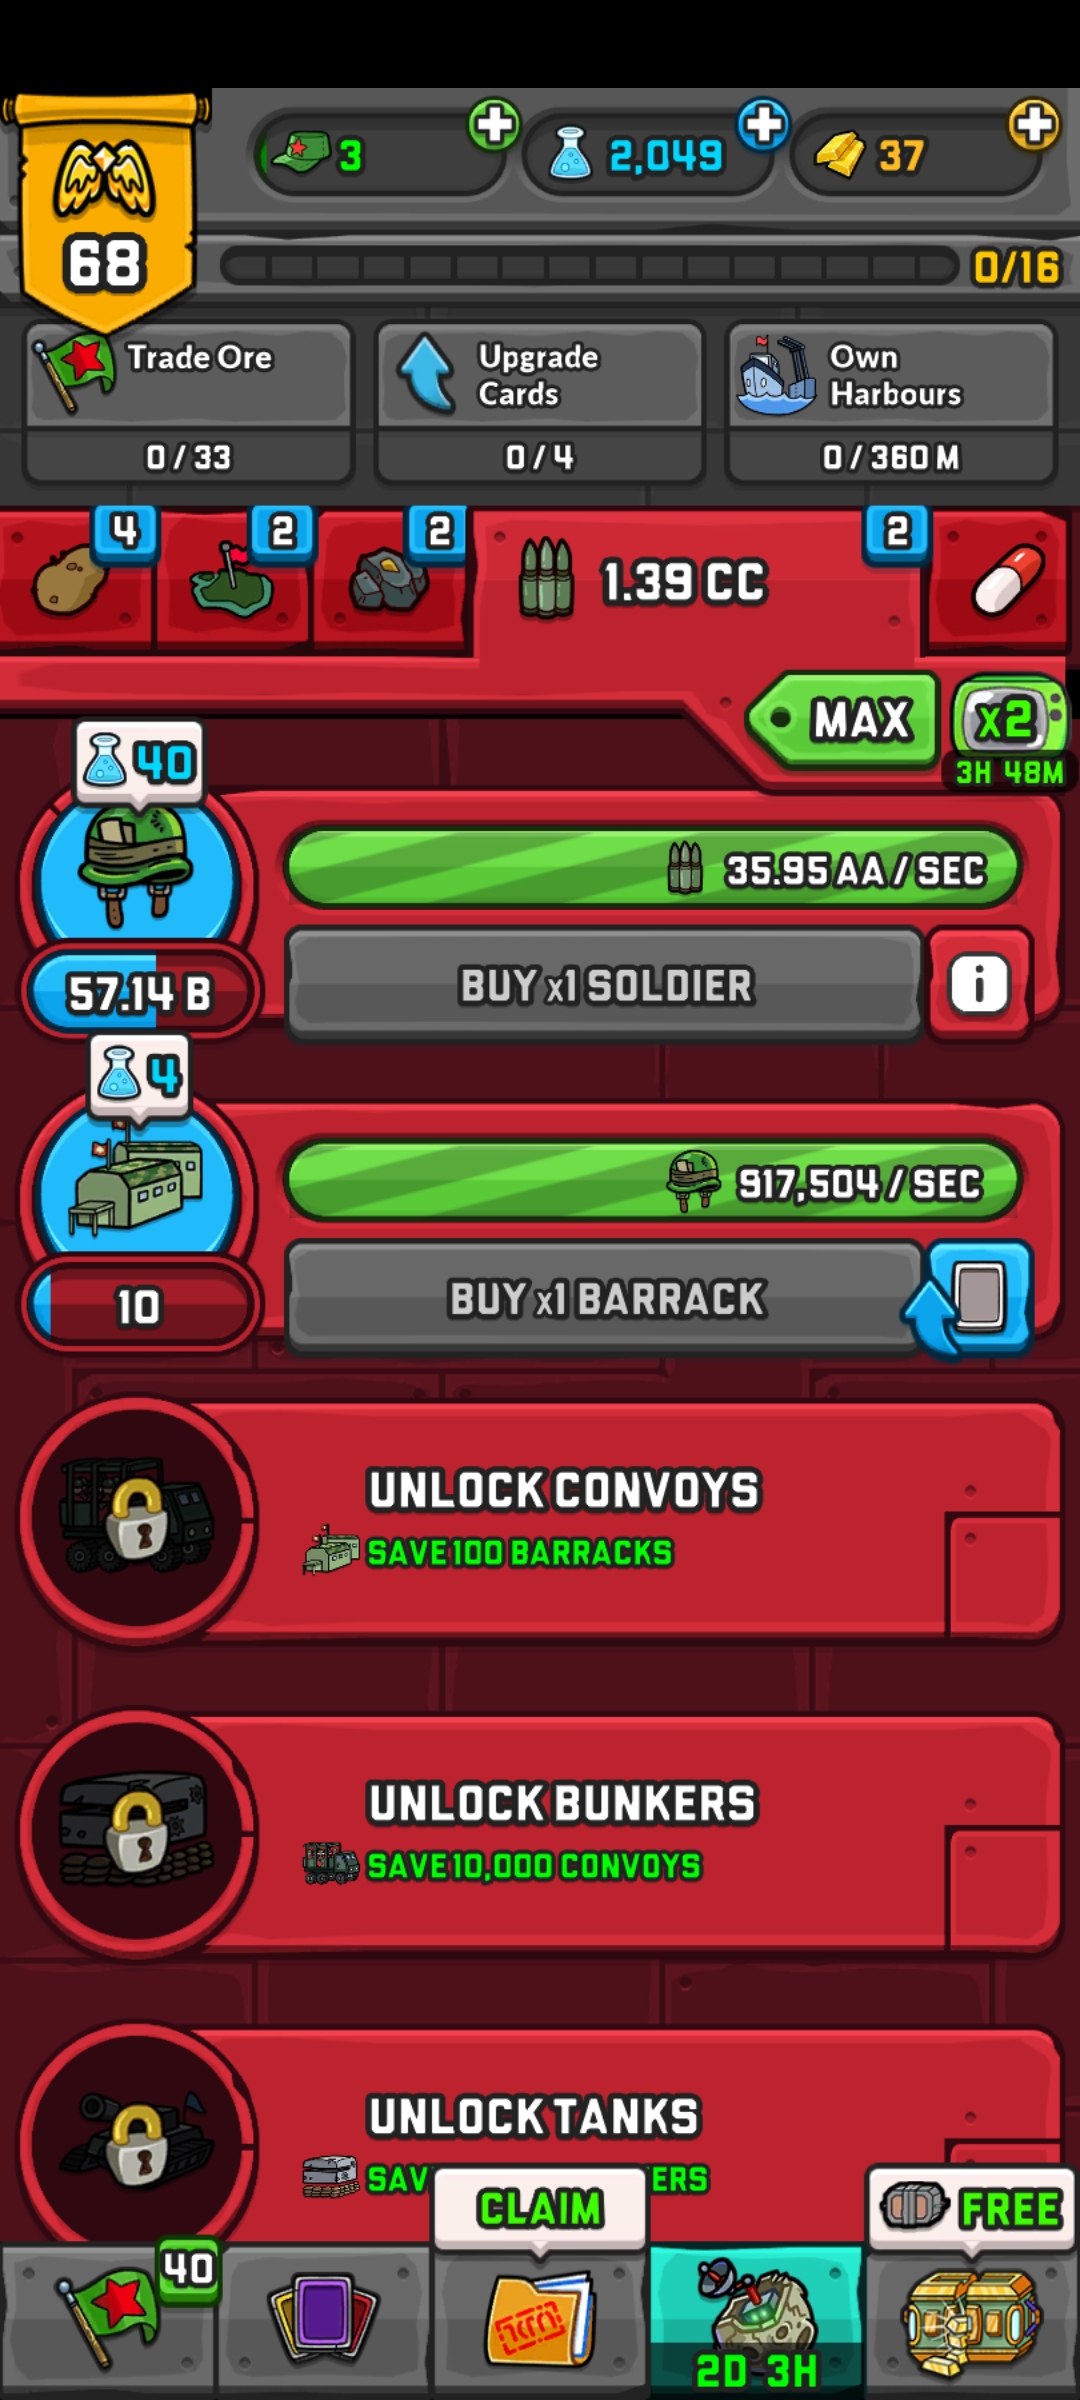 3
2,049
37
68
0/16
Trade Ore
0/33
Upgrade
Cards
0/4
Own
Harbours
0/360 M
4
2
2
1.39 CC
2
MAX
x2
3H 48M
40
35.95 AA / SEC
57.14 B
BUY x1 SOLDIER
i
4
917,504 / SEC
10
BUY x1 BARRACK
UNLOCK CONVOYS
SAVE 100 BARRACKS
UNLOCK BUNKERS
SAVE 10,000 CONVOYS
UNLOCK TANKS
SAV
ERS
CLAIM
FREE
40
2D 3H